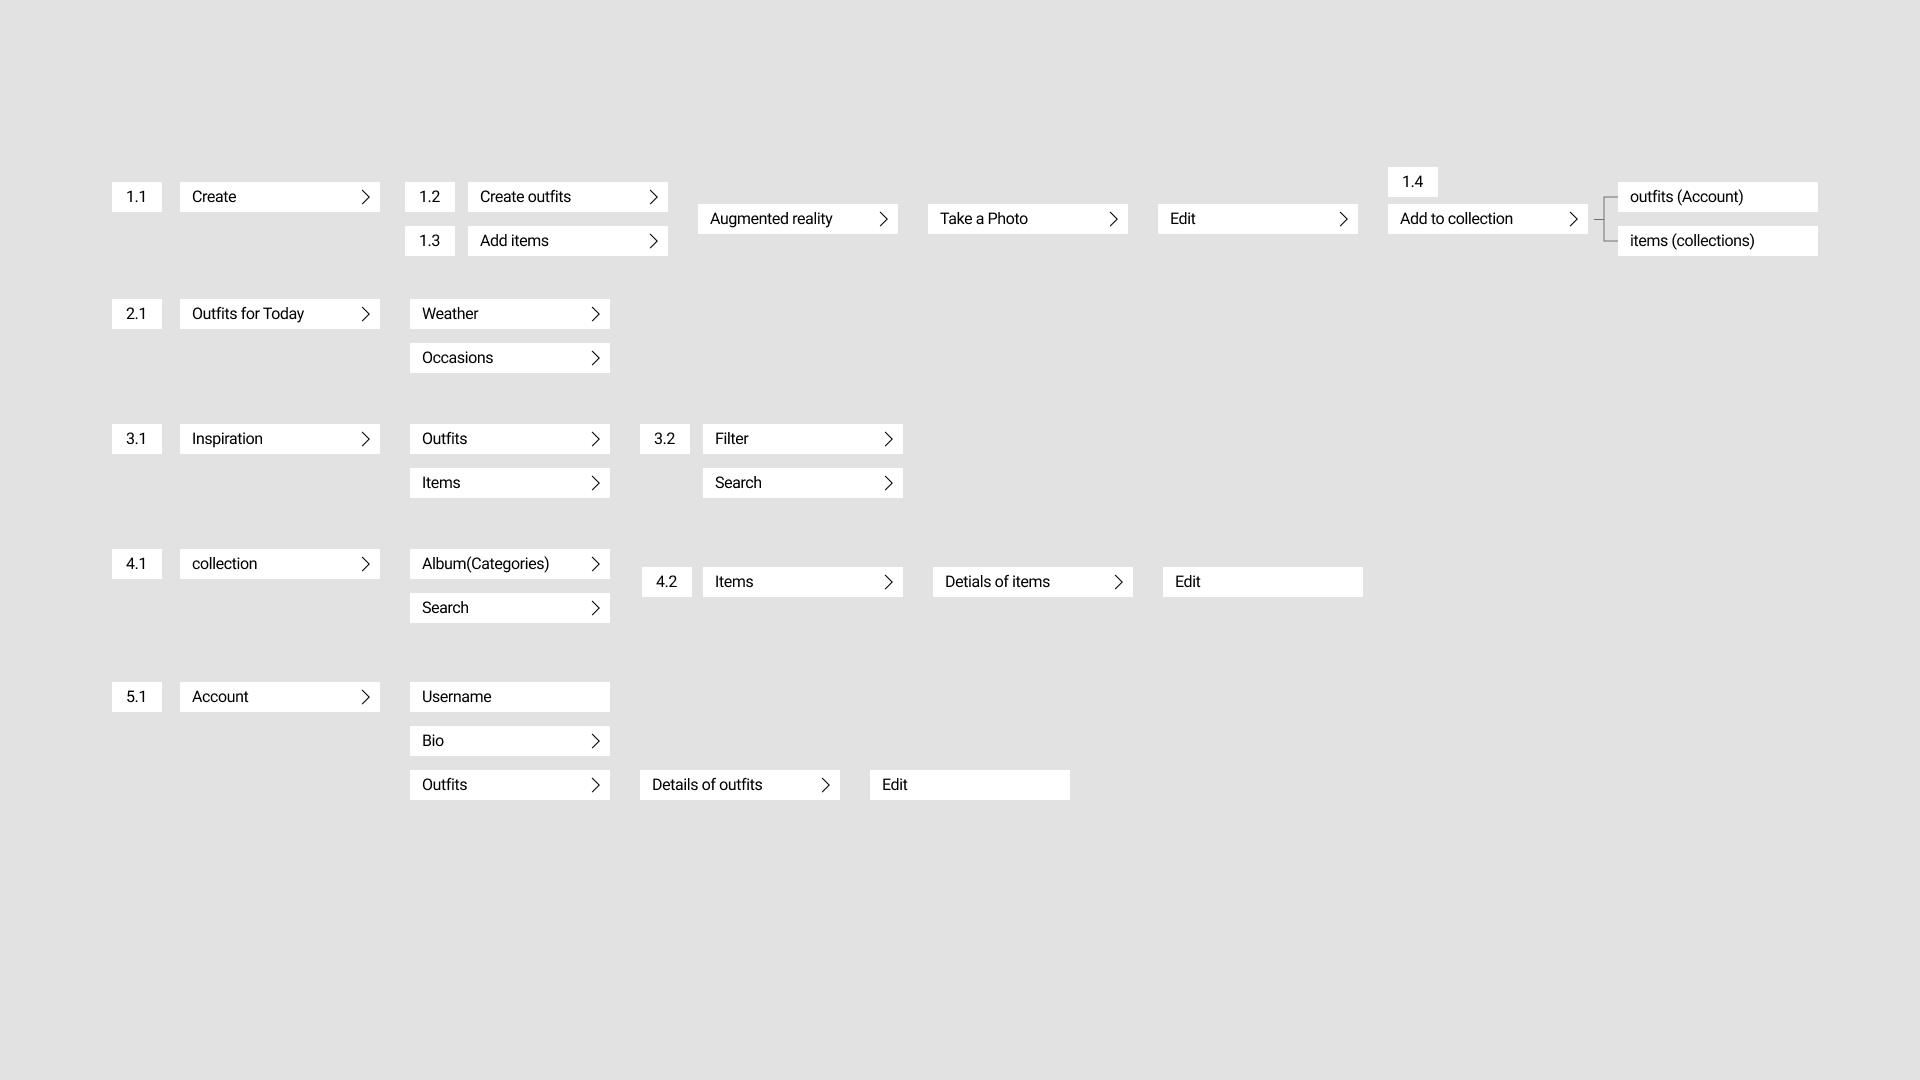 1.1 Create 1.2 Create outfits
1.3 Add items
Augmented reality
Take a Photo
Edit
1.4
Add to collection
outfits (Account)
items (collections)
2.1 Outfits for Today
Weather
Occasions
3.1 Inspiration
Outfits
Items
3.2 Filter
Search
4.1 collection
Album(Categories)
Search
4.2 Items
Detials of items
Edit
5.1 Account
Username
Bio
Outfits
Details of outfits
Edit